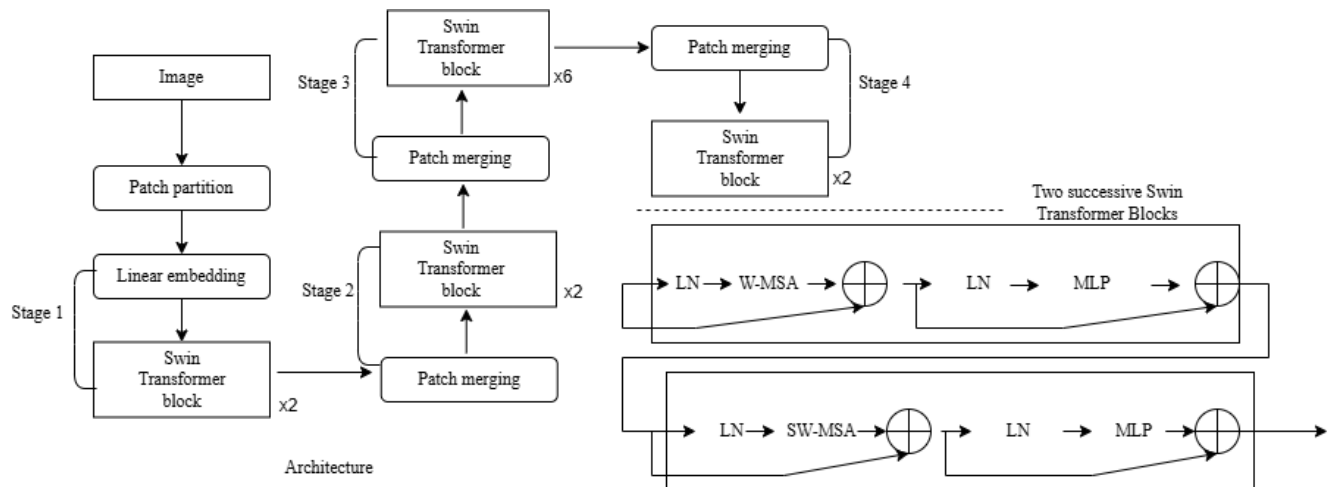 Image
Patch partition
Linear embedding
Stage 1
Swin
Transformer
block
x2
Patch merging
Stage 2
Swin
Transformer
block
x2
Patch merging
Stage 3
Swin
Transformer
block
x6
Patch merging
Stage 4
Swin
Transformer
block
x2
Architecture
Two successive Swin
Transformer Blocks
LN W-MSA LN MLP
LN SW-MSA LN MLP